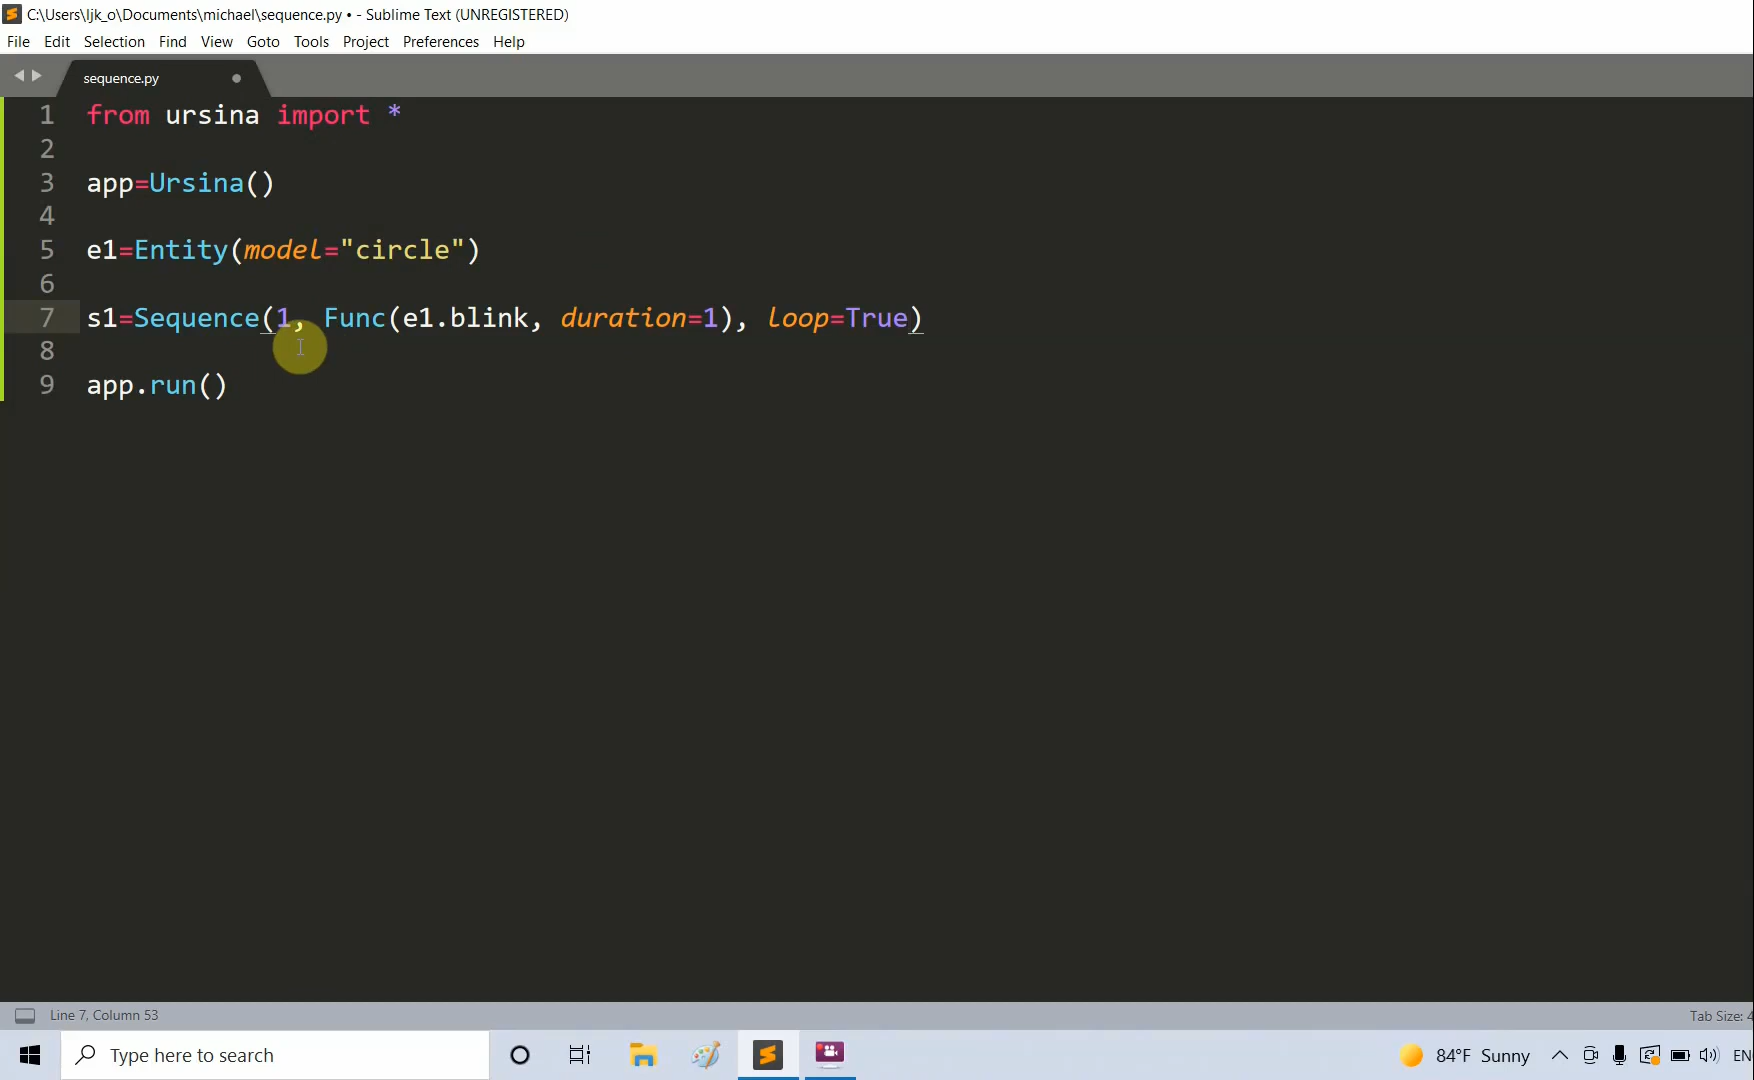 C:\Users\ljk_o\Documents\michael\sequence.py • - Sublime Text (UNREGISTERED)
File Edit Selection Find View Goto Tools Project Preferences Help
sequence.py
1 from ursina import *
2
3 app=Ursina()
4
5 e1=Entity(model="circle")
6
7 s1=Sequence(1, Func(e1.blink, duration=1), loop=True)
8
9 app.run()
Line 7, Column 53
Tab Size: 4
Type here to search
84°F Sunny
EN